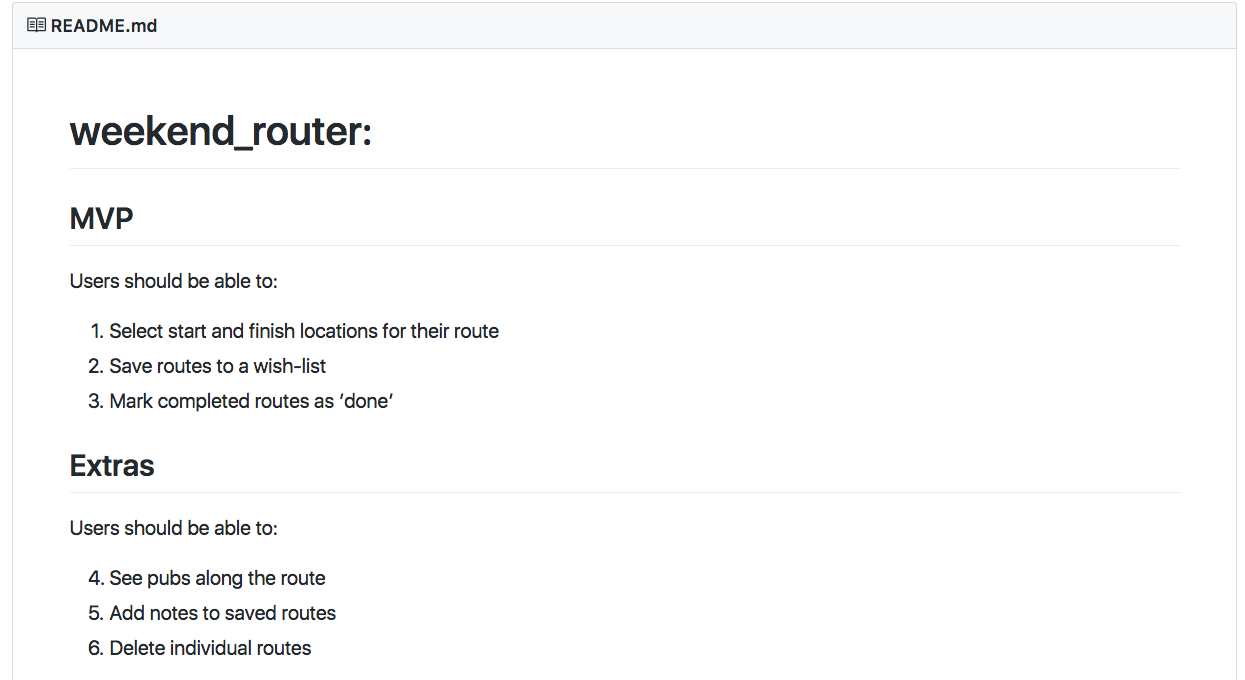 README.md
weekend_router:
MVP
Users should be able to:
1. Select start and finish locations for their route
2. Save routes to a wish-list
3. Mark completed routes as ‘done’
Extras
Users should be able to:
4. See pubs along the route
5. Add notes to saved routes
6. Delete individual routes